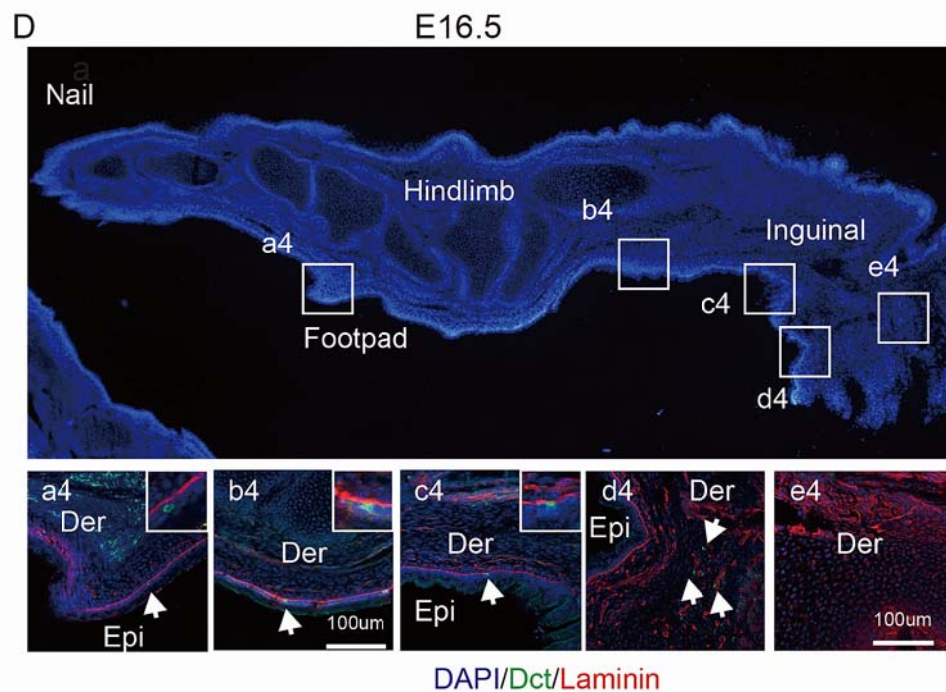 D
E16.5
a
Nail
Hindlimb
b4
a4
Inguinal
e4
c4
Footpad
d4
a4
b4
c4
d4
Der
e4
Der
Epi
Der
Der
Der
Epi
Epi
100um
100um
DAPI/Dct/Laminin